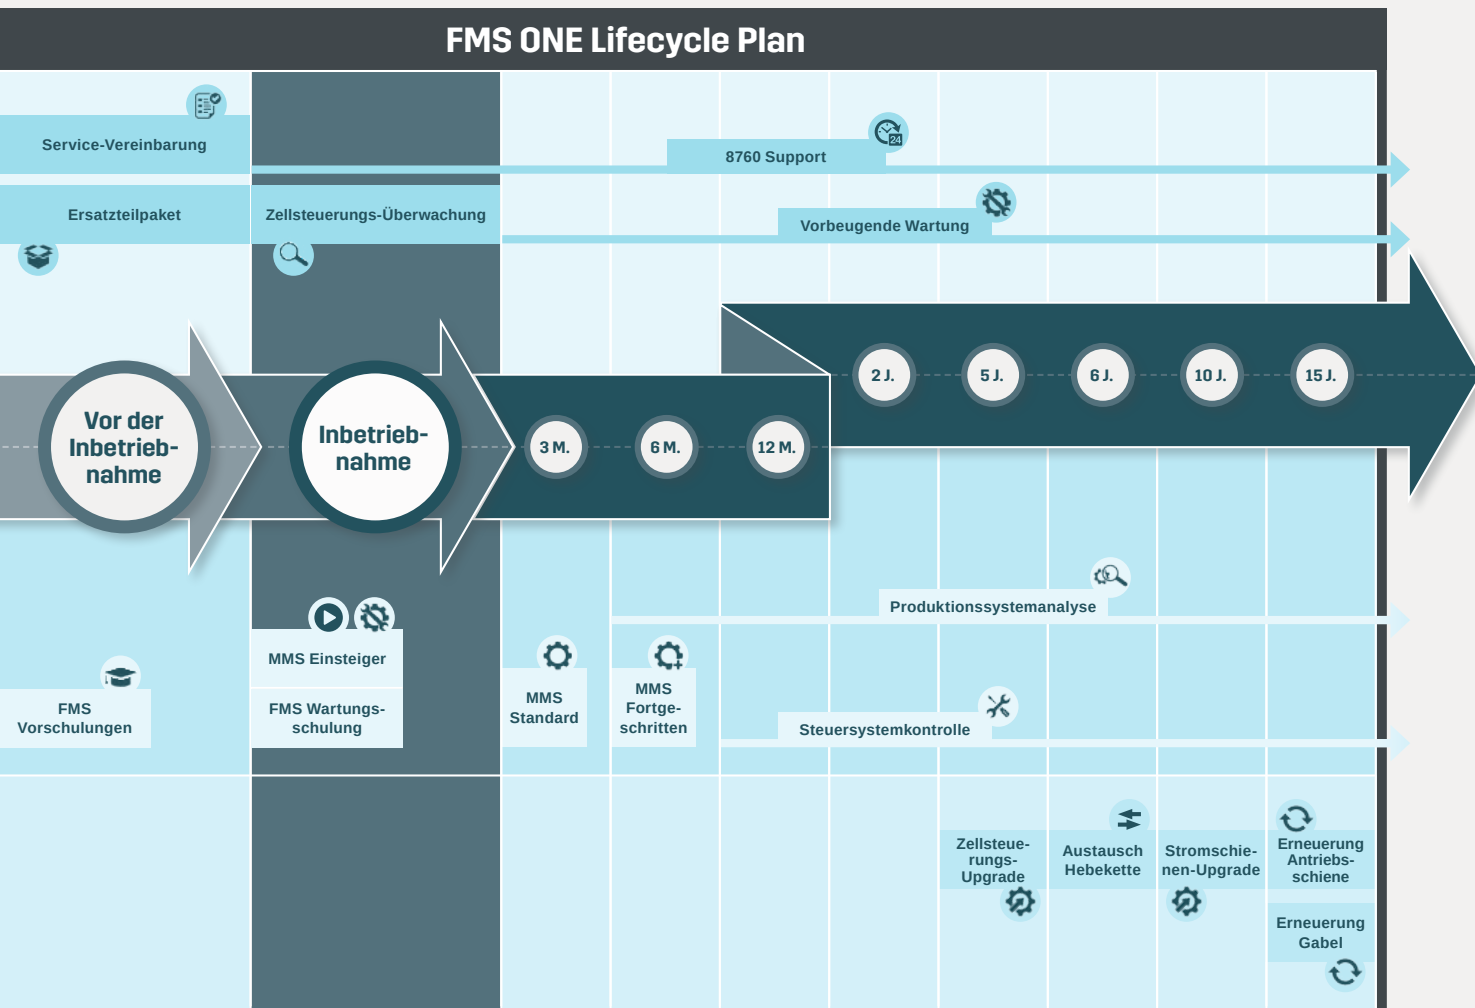 FMS ONE Lifecycle Plan
Service-Vereinbarung
24
8760 Support
Ersatzteilpaket
Zellsteuerungs-Überwachung
Vorbeugende Wartung
Vor der
Inbetrieb-
nahme
Inbetrieb-
nahme
3 M.
6 M.
12 M.
2 J.
5 J.
6 J.
10 J.
15 J.
Produktionssystemanalyse
MMS Einsteiger
FMS
Vorschulungen
FMS Wartungs-
schulung
MMS
Standard
MMS
Fortge-
schritten
Steuersystemkontrolle
Zellsteue-
rungs-
Upgrade
Austausch
Hebekette
Stromschie-
nen-Upgrade
Erneuerung
Antriebs-
schiene
Erneuerung
Gabel